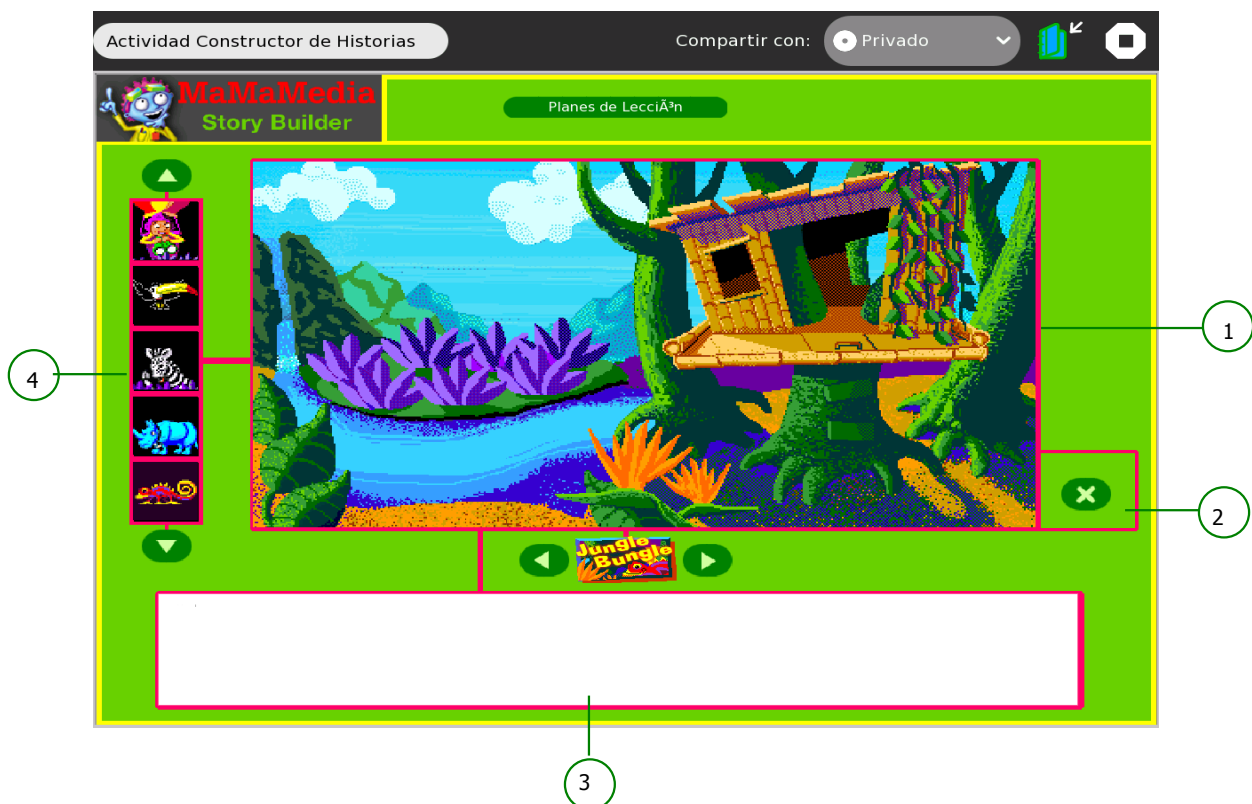 Actividad Constructor de Historias
Compartir con:
Privado
MaMaMedia
Story Builder
Planes de LecciÃ³n
1
4
2
Jungle
Bungle
3